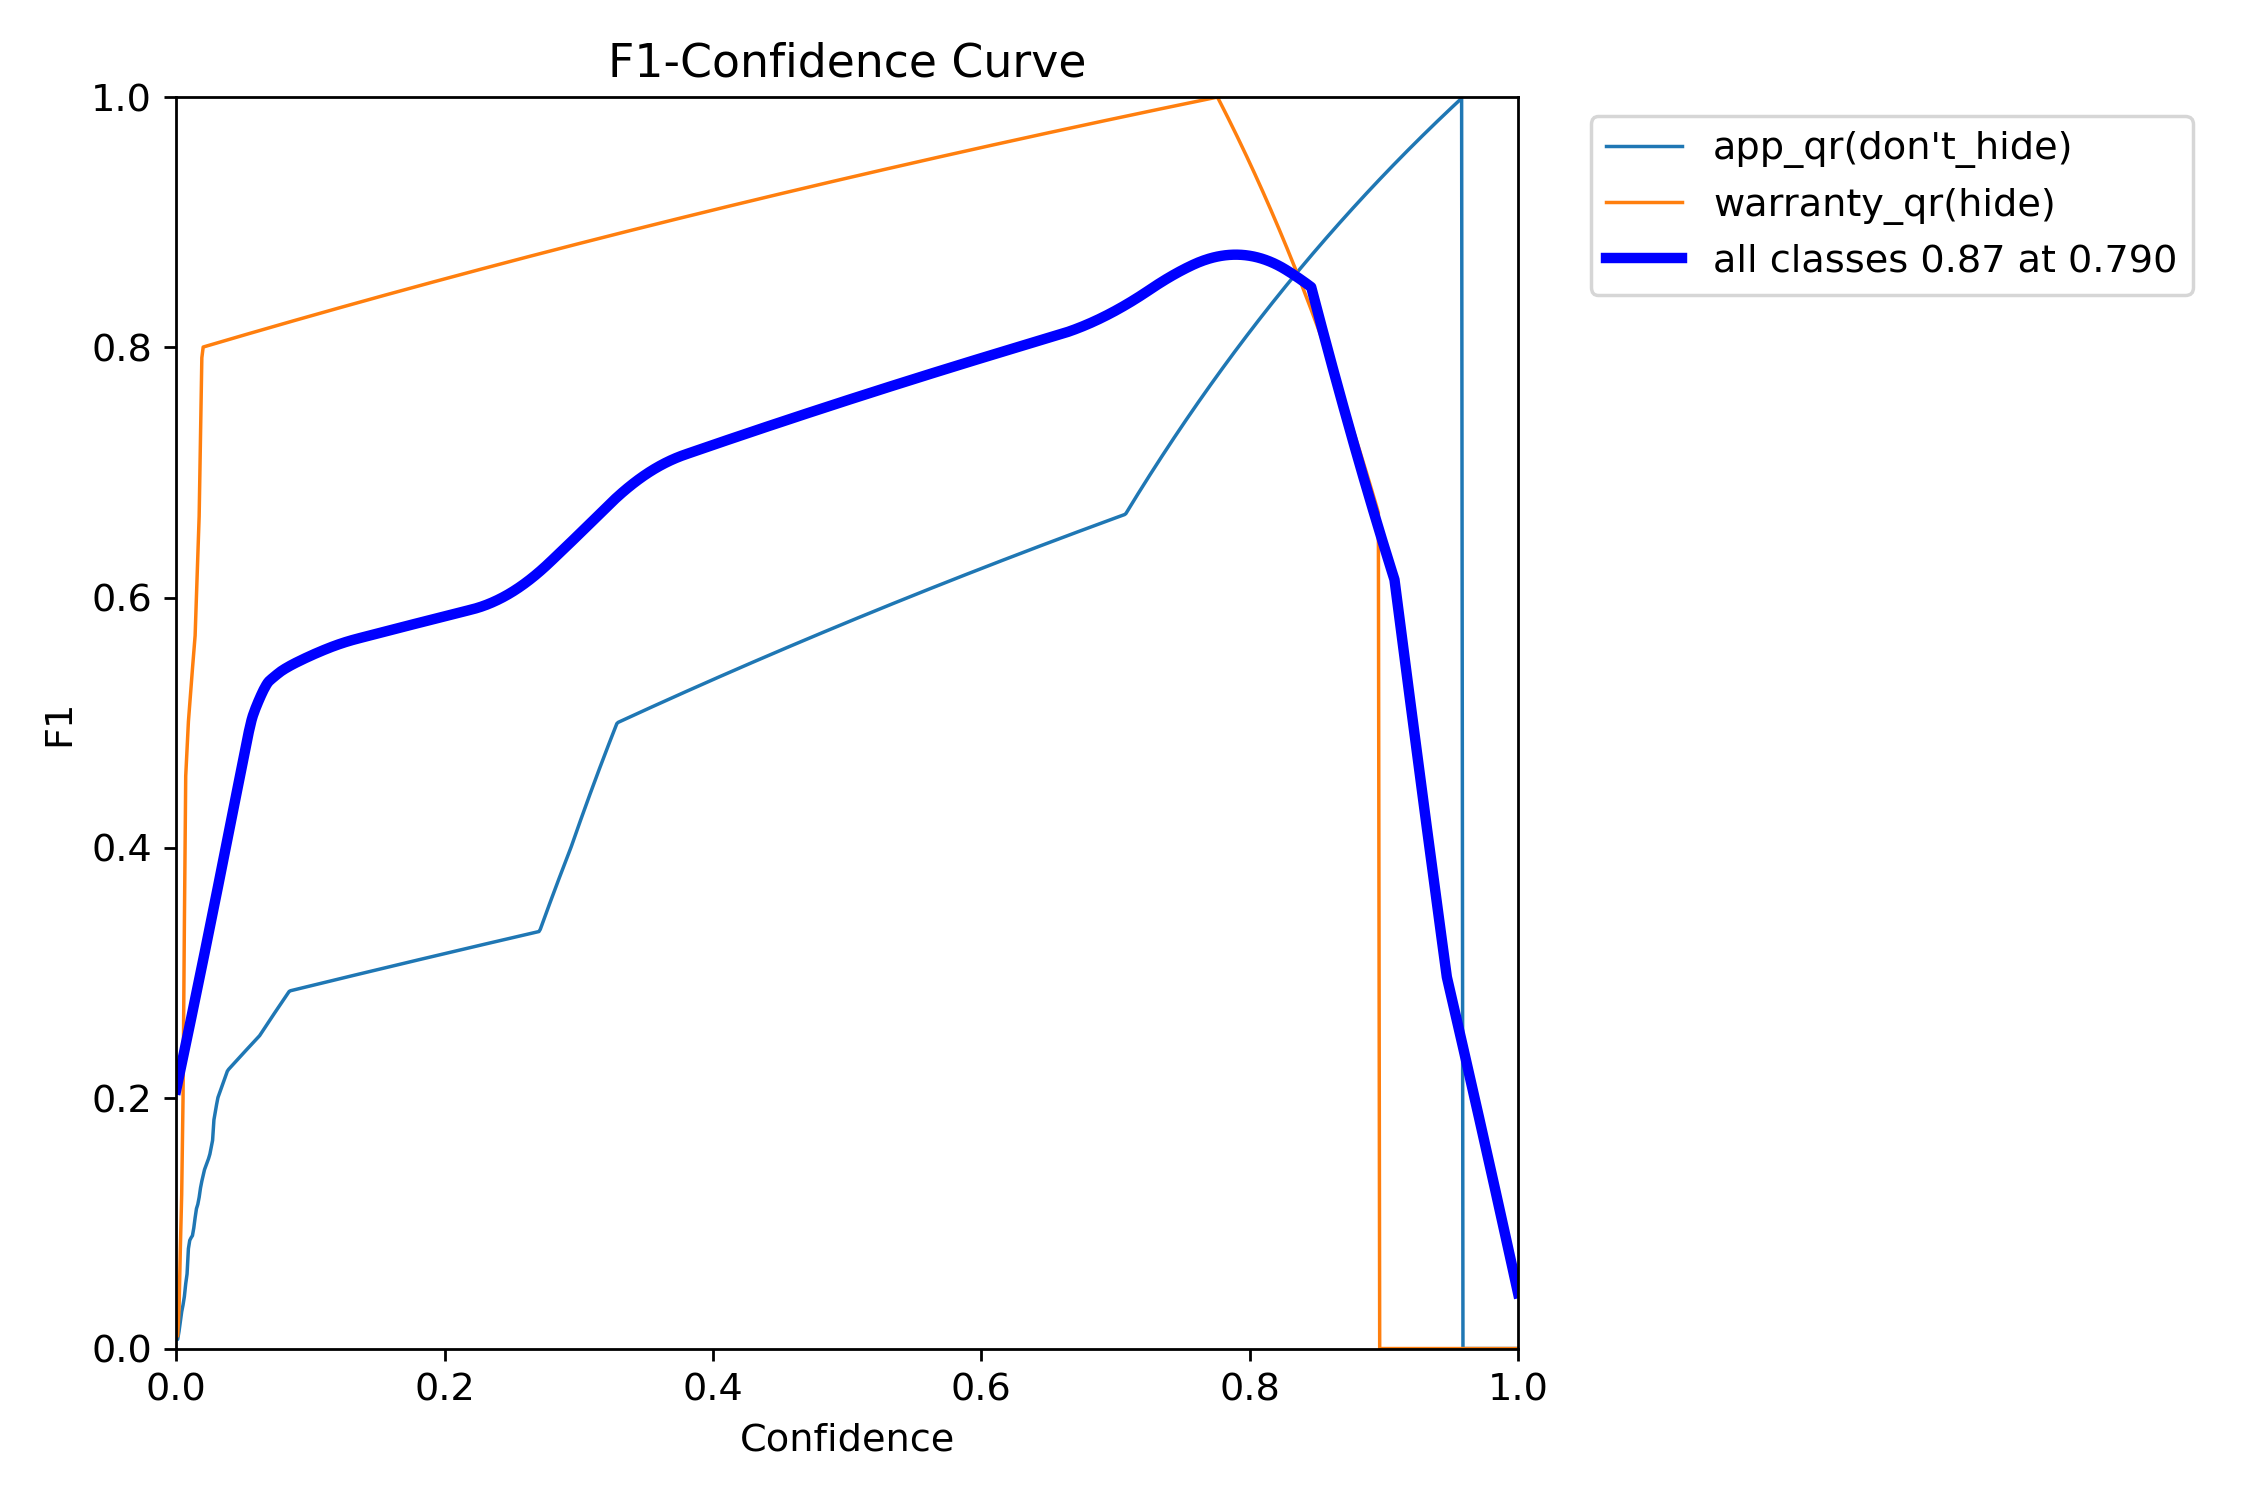 F1-Confidence Curve
1.0
0.8
0.6
0.4
0.2
0.0
F1
0.0 0.2 0.4 0.6 0.8 1.0
Confidence
app_qr(don't_hide)
warranty_qr(hide)
all classes 0.87 at 0.790